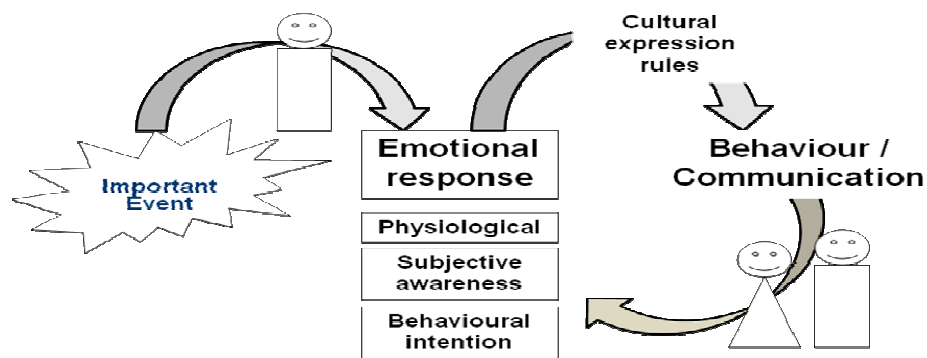 Cultural
expression
rules
Important
Event
Emotional
response
Behaviour /
Communication
Physiological
Subjective
awareness
Behavioural
intention